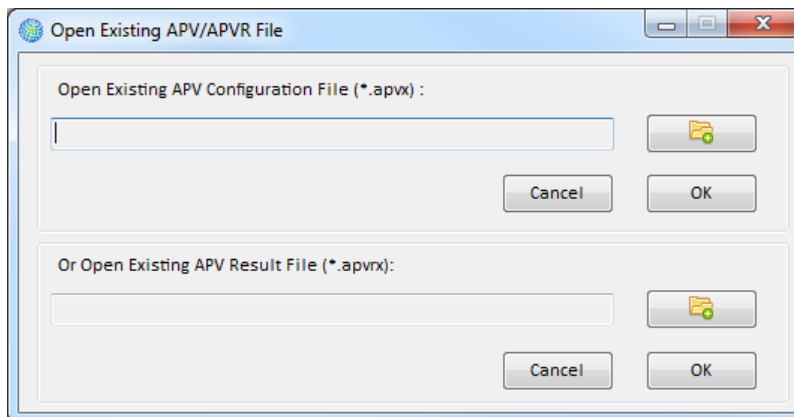 Open Existing APV/APVR File
Open Existing APV Configuration File (*.apvx) :
Cancel
OK
Or Open Existing APV Result File (*.apvrx):
Cancel
OK